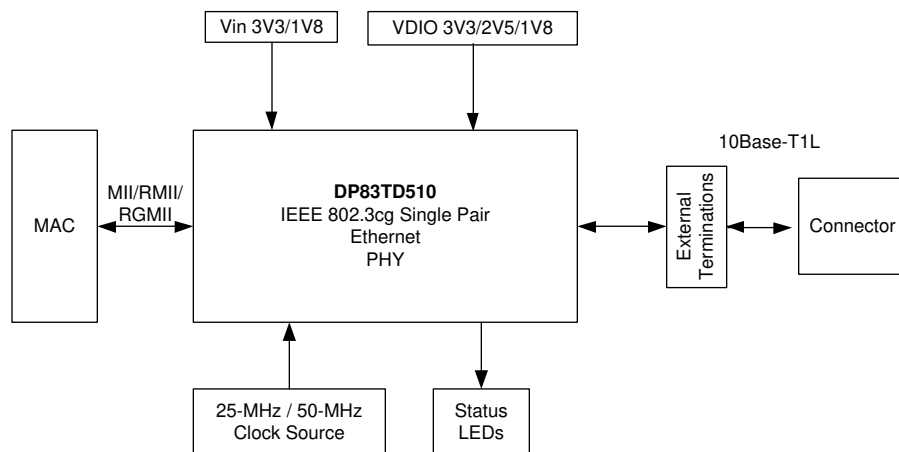 Vin 3V3/1V8
VDIO 3V3/2V5/1V8
MAC
MII/RMII/
RGMII
DP83TD510
IEEE 802.3cg Single Pair
Ethernet
PHY
10Base-T1L
External
Terminations
Connector
25-MHz / 50-MHz
Clock Source
Status
LEDs